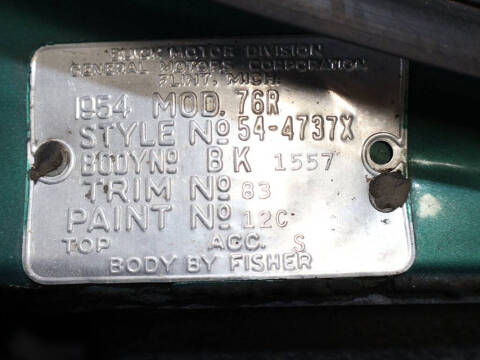 BUICK MOTOR DIVISION
GENERAL MOTORS CORPORATION
FLINT, MICH.
1954 MOD. 76R
STYLE NO 54-4737X
BODY NO BK 1557
TRIM NO 83
PAINT NO 12C
TOP ACC. S
BODY BY FISHER